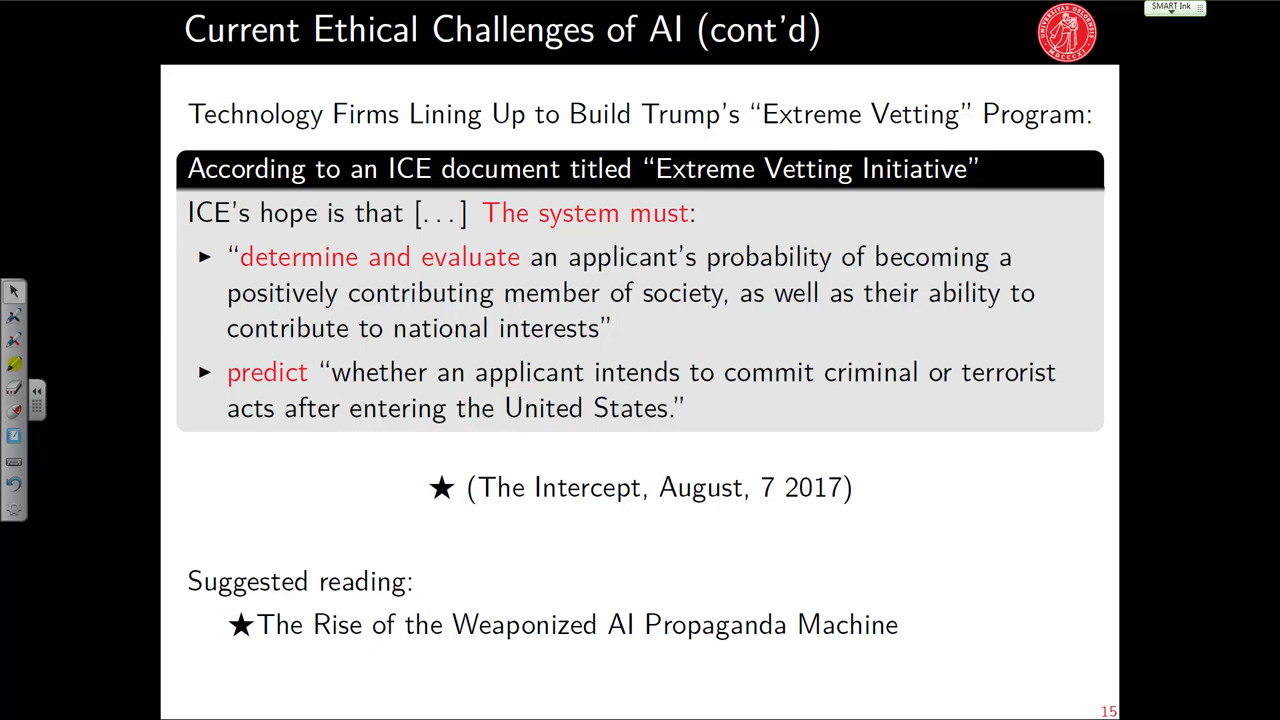 SMART Ink
Current Ethical Challenges of AI (cont'd)
UNIVERSITAS OSLOENSIS
MDCCCXI
Technology Firms Lining Up to Build Trump's “Extreme Vetting” Program:
According to an ICE document titled “Extreme Vetting Initiative”
ICE's hope is that [...] The system must:
▶ “determine and evaluate an applicant's probability of becoming a
positively contributing member of society, as well as their ability to
contribute to national interests”
▶ predict “whether an applicant intends to commit criminal or terrorist
acts after entering the United States.”
★ (The Intercept, August, 7 2017)
Suggested reading:
★The Rise of the Weaponized AI Propaganda Machine
15